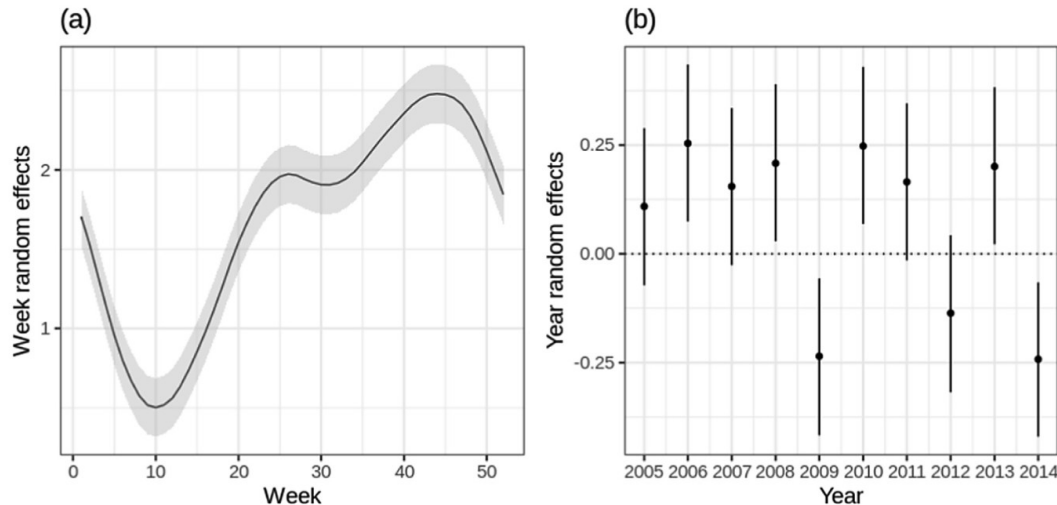 (a)
Week random effects
2
1
0 10 20 30 40 50
Week
(b)
Year random effects
0.25
0.00
-0.25
2005 2006 2007 2008 2009 2010 2011 2012 2013 2014
Year